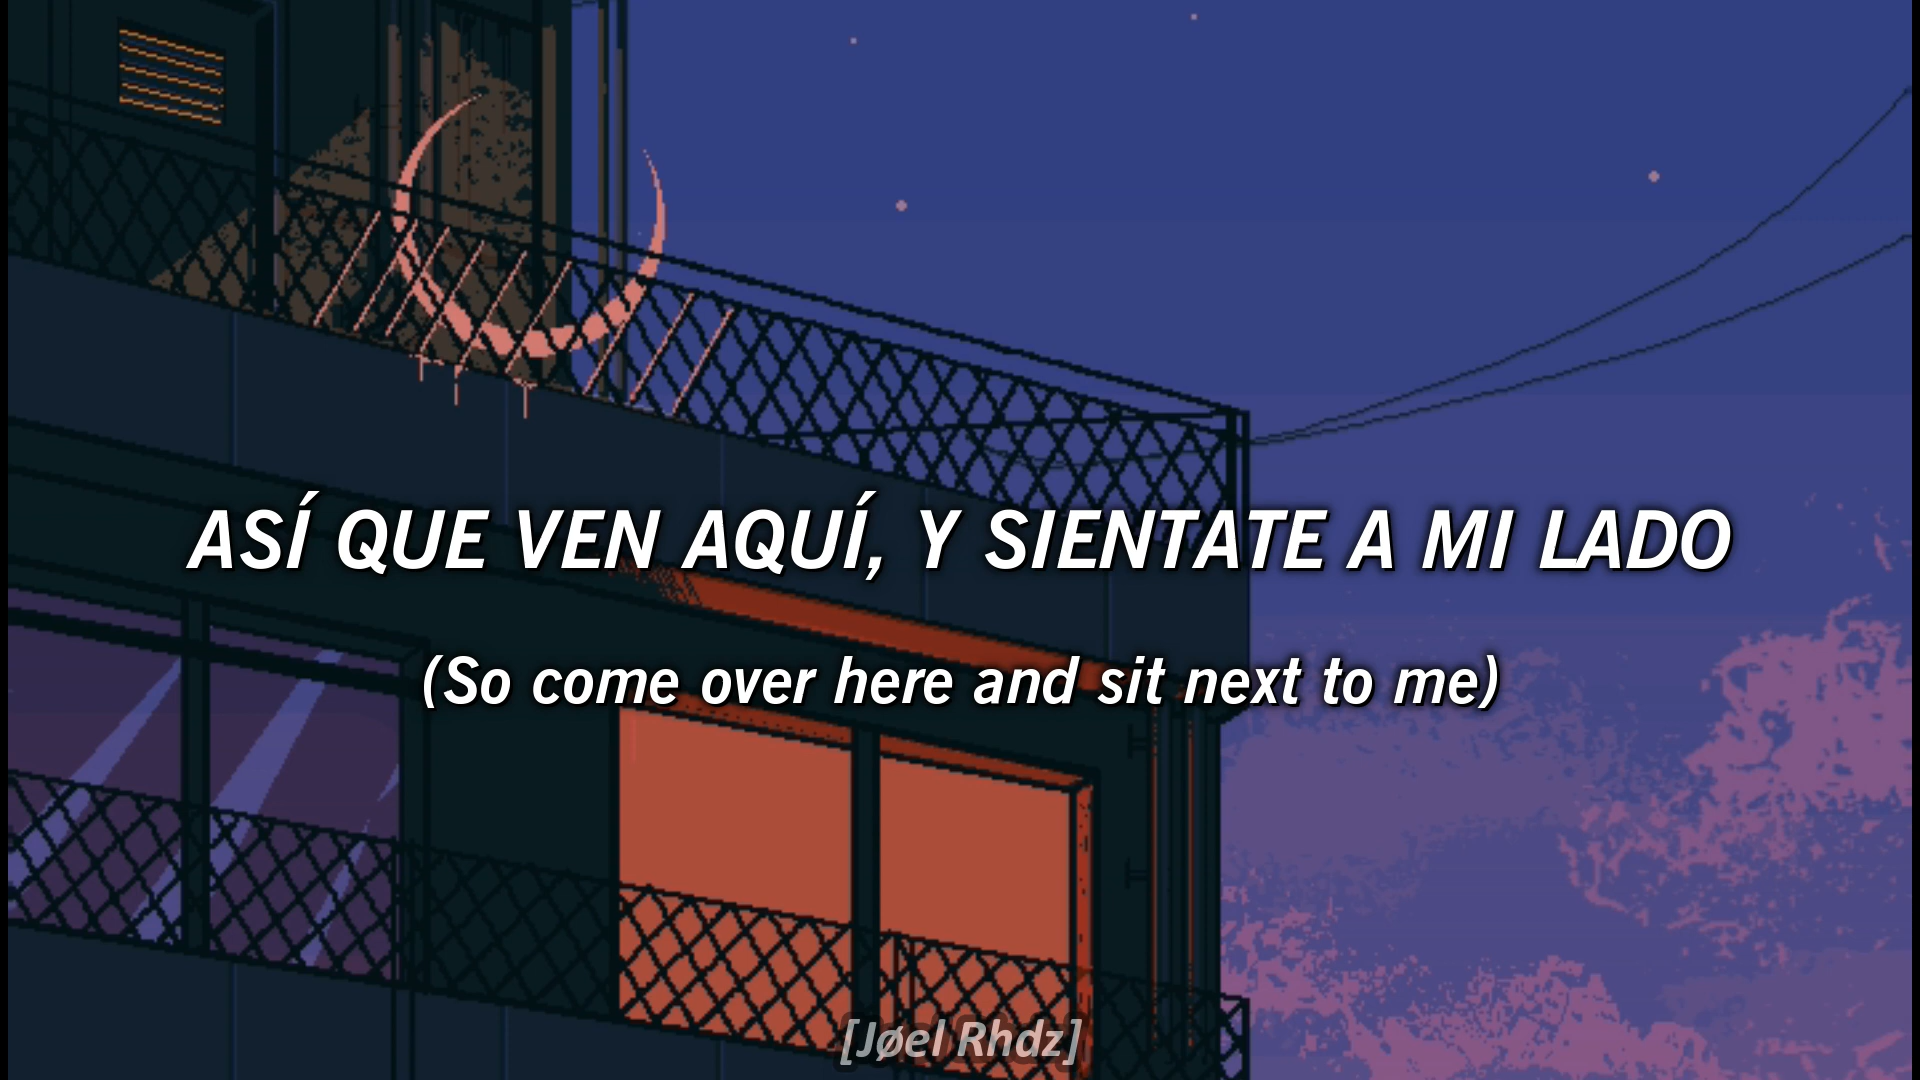 ASÍ QUE VEN AQUÍ, Y SIENTATE A MI LADO
(So come over here and sit next to me)
[Jøel Rhdz]